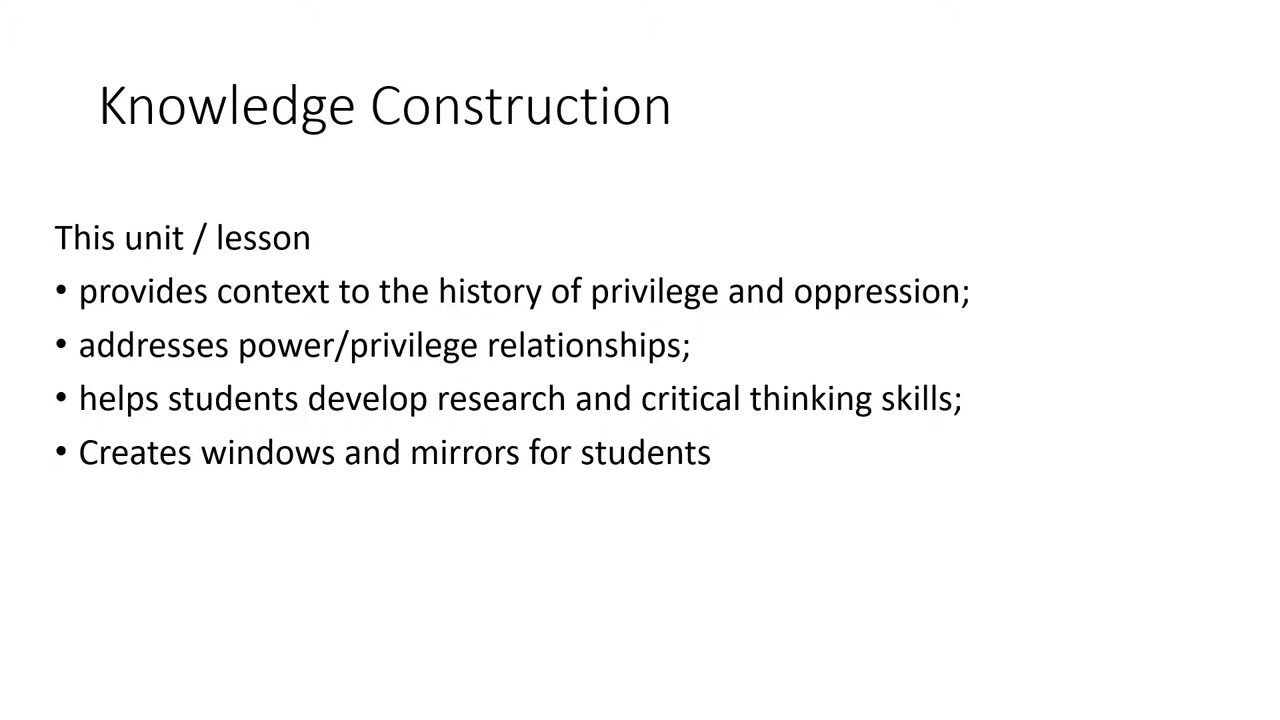 Knowledge Construction
This unit / lesson
• provides context to the history of privilege and oppression;
• addresses power/privilege relationships;
• helps students develop research and critical thinking skills;
• Creates windows and mirrors for students